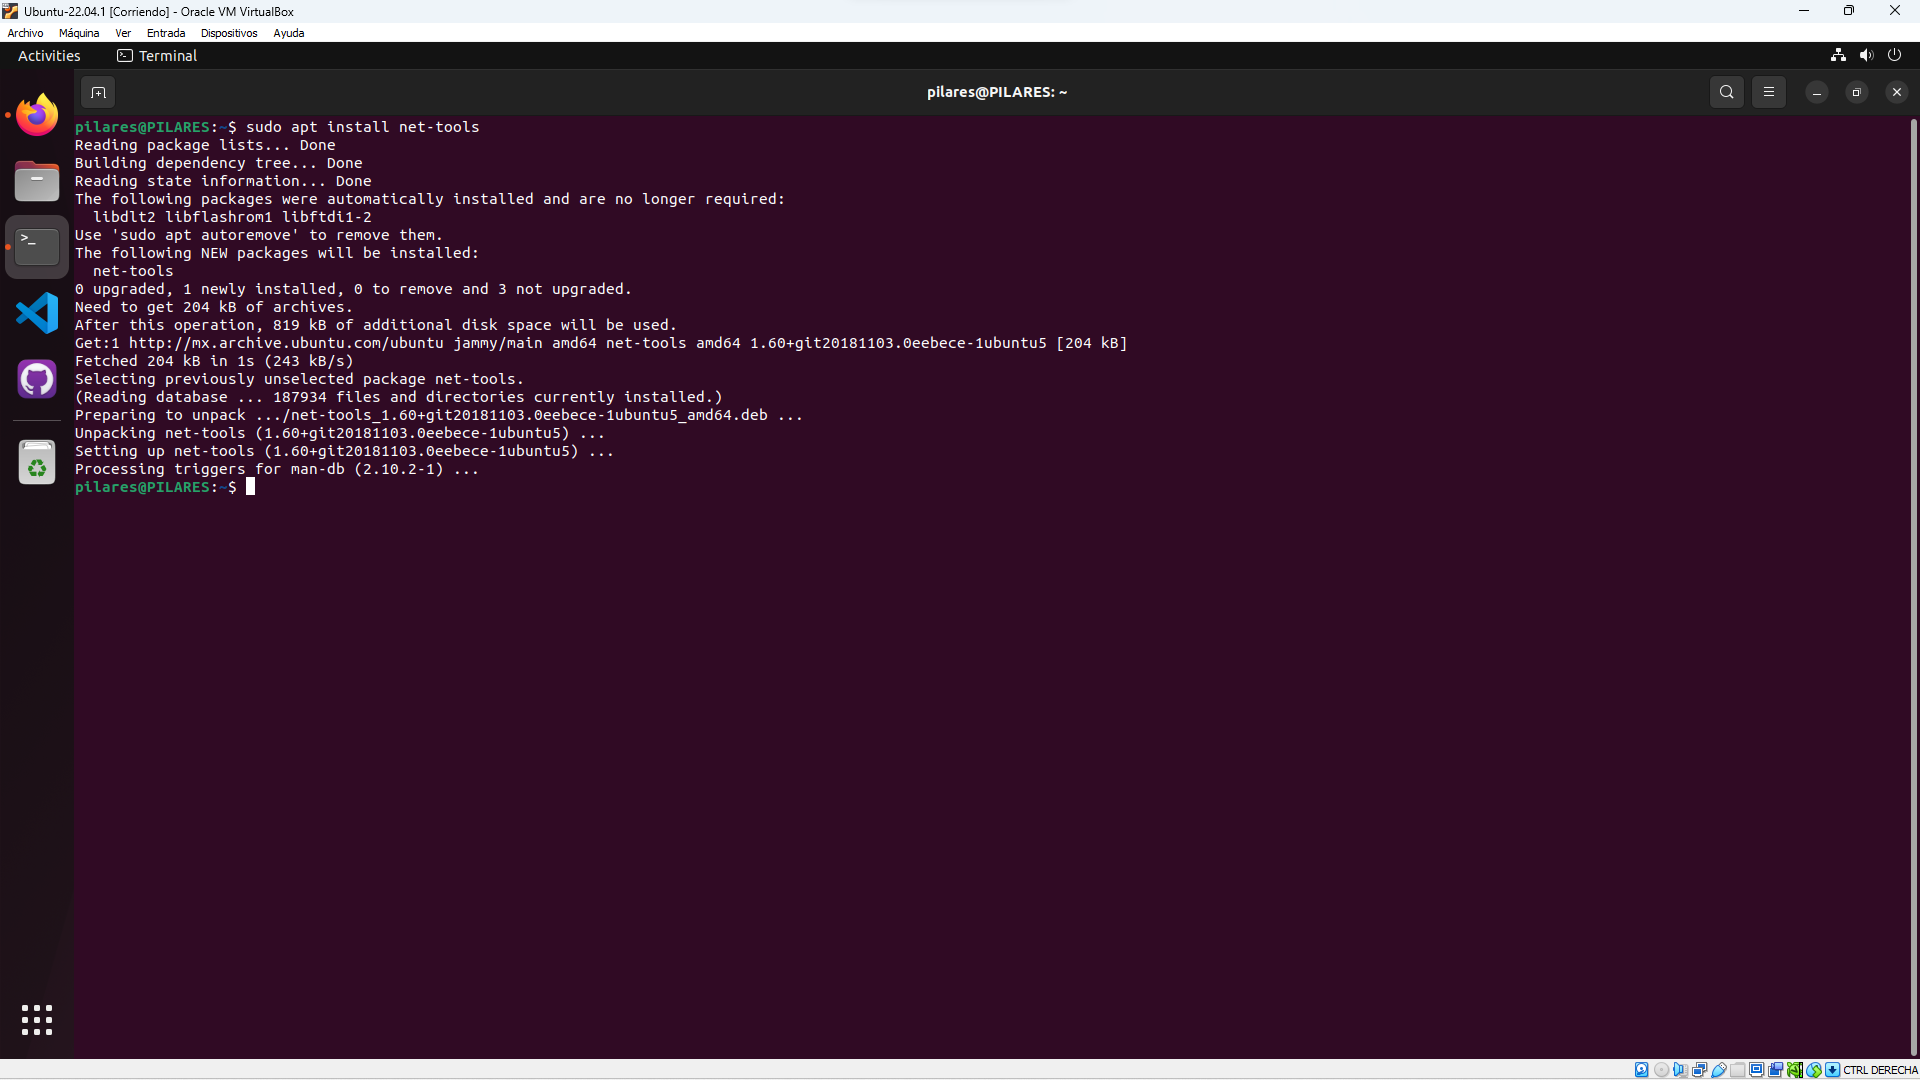 Ubuntu-22.04.1 [Corriendo] - Oracle VM VirtualBox
Archivo Máquina Ver Entrada Dispositivos Ayuda
Activities Terminal
pilares@PILARES: ~
pilares@PILARES:~$ sudo apt install net-tools
Reading package lists... Done
Building dependency tree... Done
Reading state information... Done
The following packages were automatically installed and are no longer required:
  libdlt2 libflashrom1 libftdi1-2
Use 'sudo apt autoremove' to remove them.
The following NEW packages will be installed:
  net-tools
0 upgraded, 1 newly installed, 0 to remove and 3 not upgraded.
Need to get 204 kB of archives.
After this operation, 819 kB of additional disk space will be used.
Get:1 http://mx.archive.ubuntu.com/ubuntu jammy/main amd64 net-tools amd64 1.60+git20181103.0eebece-1ubuntu5 [204 kB]
Fetched 204 kB in 1s (243 kB/s)
Selecting previously unselected package net-tools.
(Reading database ... 187934 files and directories currently installed.)
Preparing to unpack .../net-tools_1.60+git20181103.0eebece-1ubuntu5_amd64.deb ...
Unpacking net-tools (1.60+git20181103.0eebece-1ubuntu5) ...
Setting up net-tools (1.60+git20181103.0eebece-1ubuntu5) ...
Processing triggers for man-db (2.10.2-1) ...
pilares@PILARES:~$
CTRL DERECHA